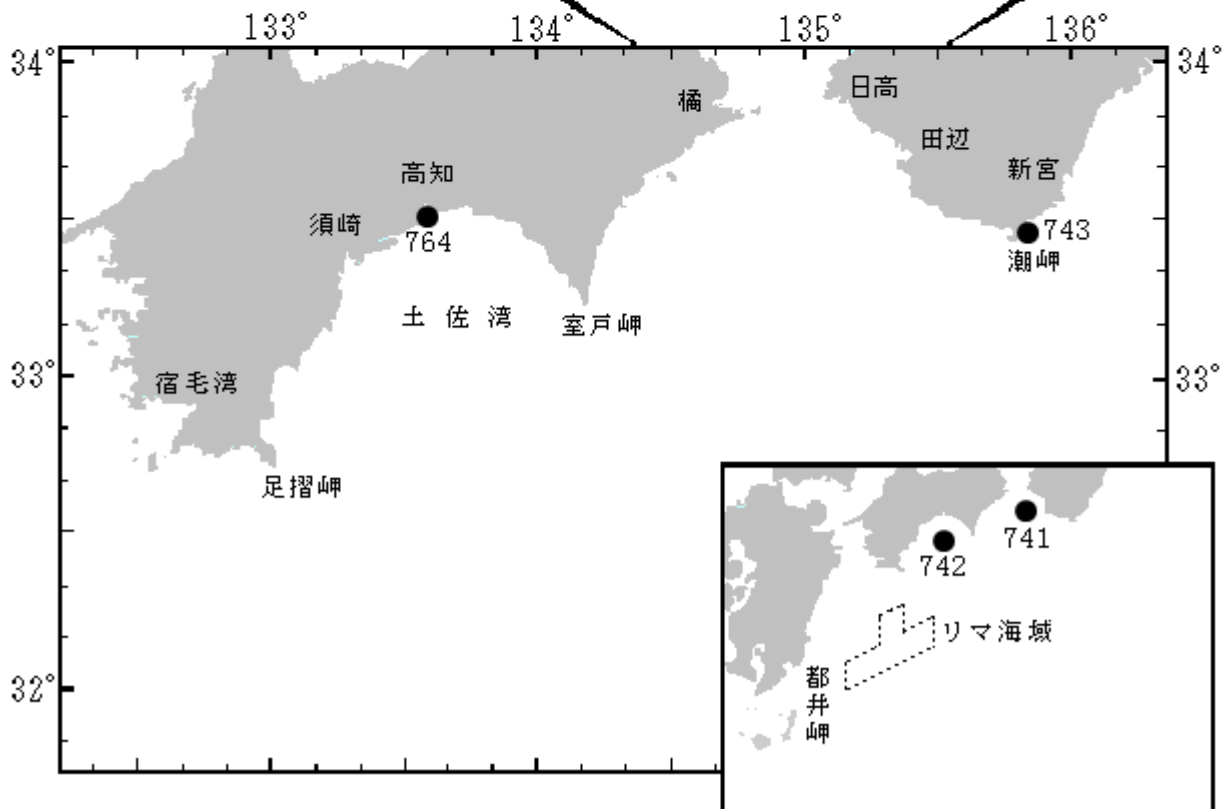 133° 134° 135° 136°
34° 34°
橘
日高
田辺
高知
新宮
須崎
764
743
潮岬
土佐湾
室戸岬
33° 33°
宿毛湾
足摺岬
741
742
リマ海域
都井岬
32°